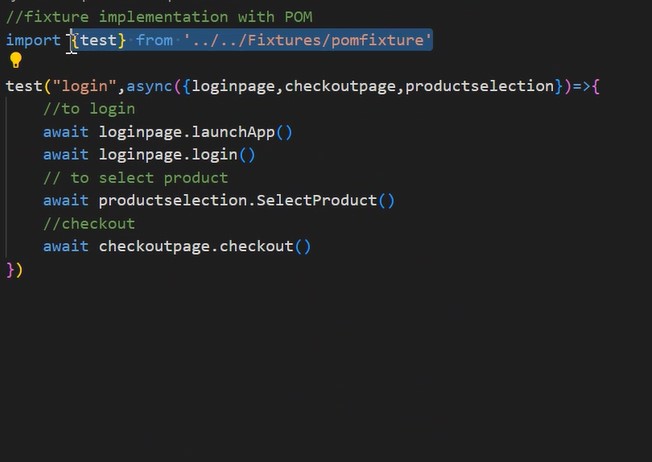 //fixture implementation with POM
import {test} from '../../Fixtures/pomfixture'
test("login",async({loginpage,checkoutpage,productselection})=>{
//to login
await loginpage.launchApp()
await loginpage.login()
// to select product
await productselection.SelectProduct()
//checkout
await checkoutpage.checkout()
})